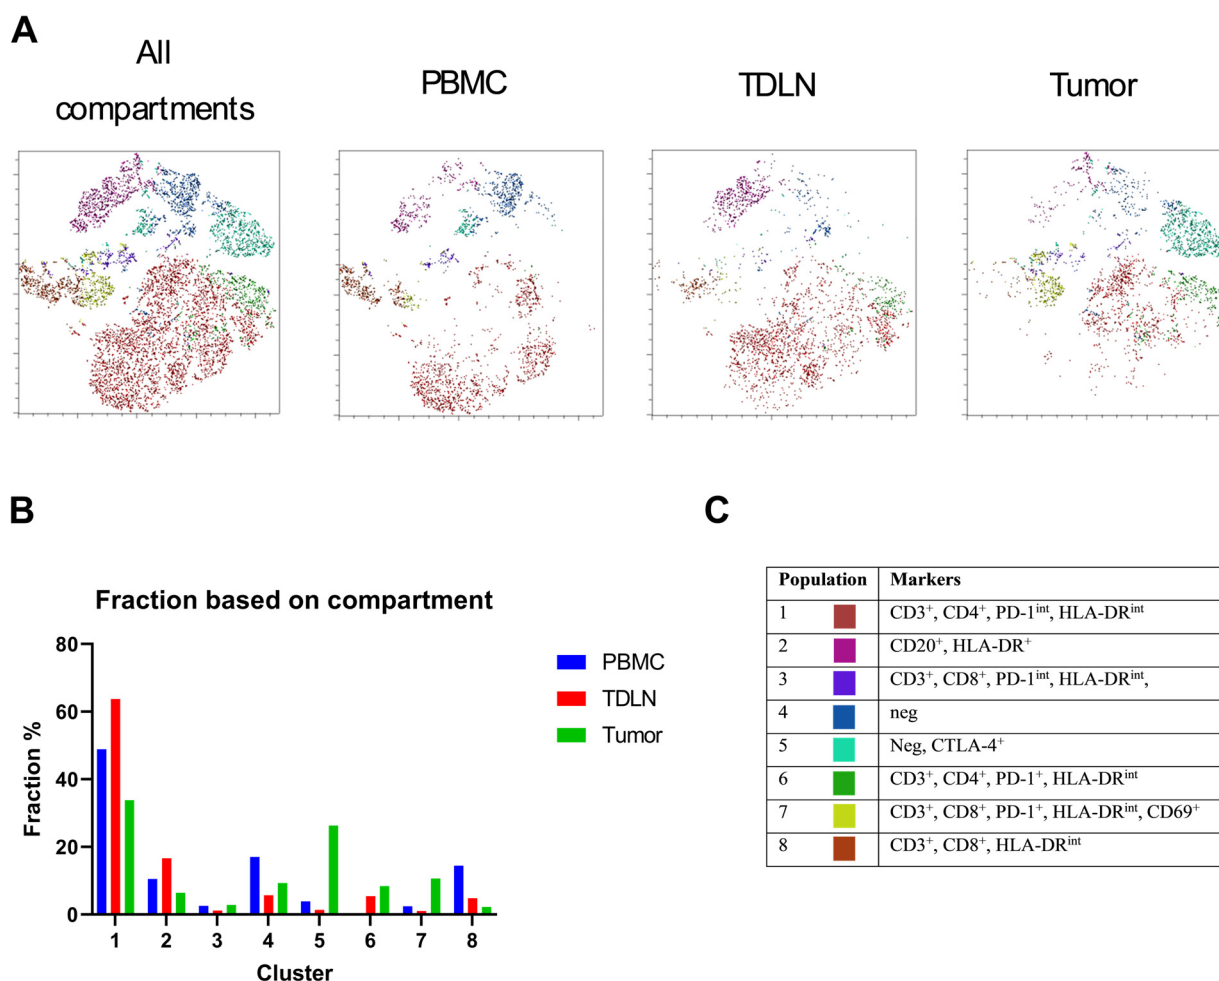 A
All
compartments
PBMC
TDLN
Tumor
B
Fraction based on compartment
Fraction %
80
60
40
20
0
1 2 3 4 5 6 7 8
Cluster
PBMC
TDLN
Tumor
C
Population Markers
1 CD3⁺, CD4⁺, PD-1ⁱⁿᵗ, HLA-DRⁱⁿᵗ
2 CD20⁺, HLA-DR⁺
3 CD3⁺, CD8⁺, PD-1ⁱⁿᵗ, HLA-DRⁱⁿᵗ,
4 neg
5 Neg, CTLA-4⁺
6 CD3⁺, CD4⁺, PD-1⁺, HLA-DRⁱⁿᵗ
7 CD3⁺, CD8⁺, PD-1⁺, HLA-DRⁱⁿᵗ, CD69⁺
8 CD3⁺, CD8⁺, HLA-DRⁱⁿᵗ